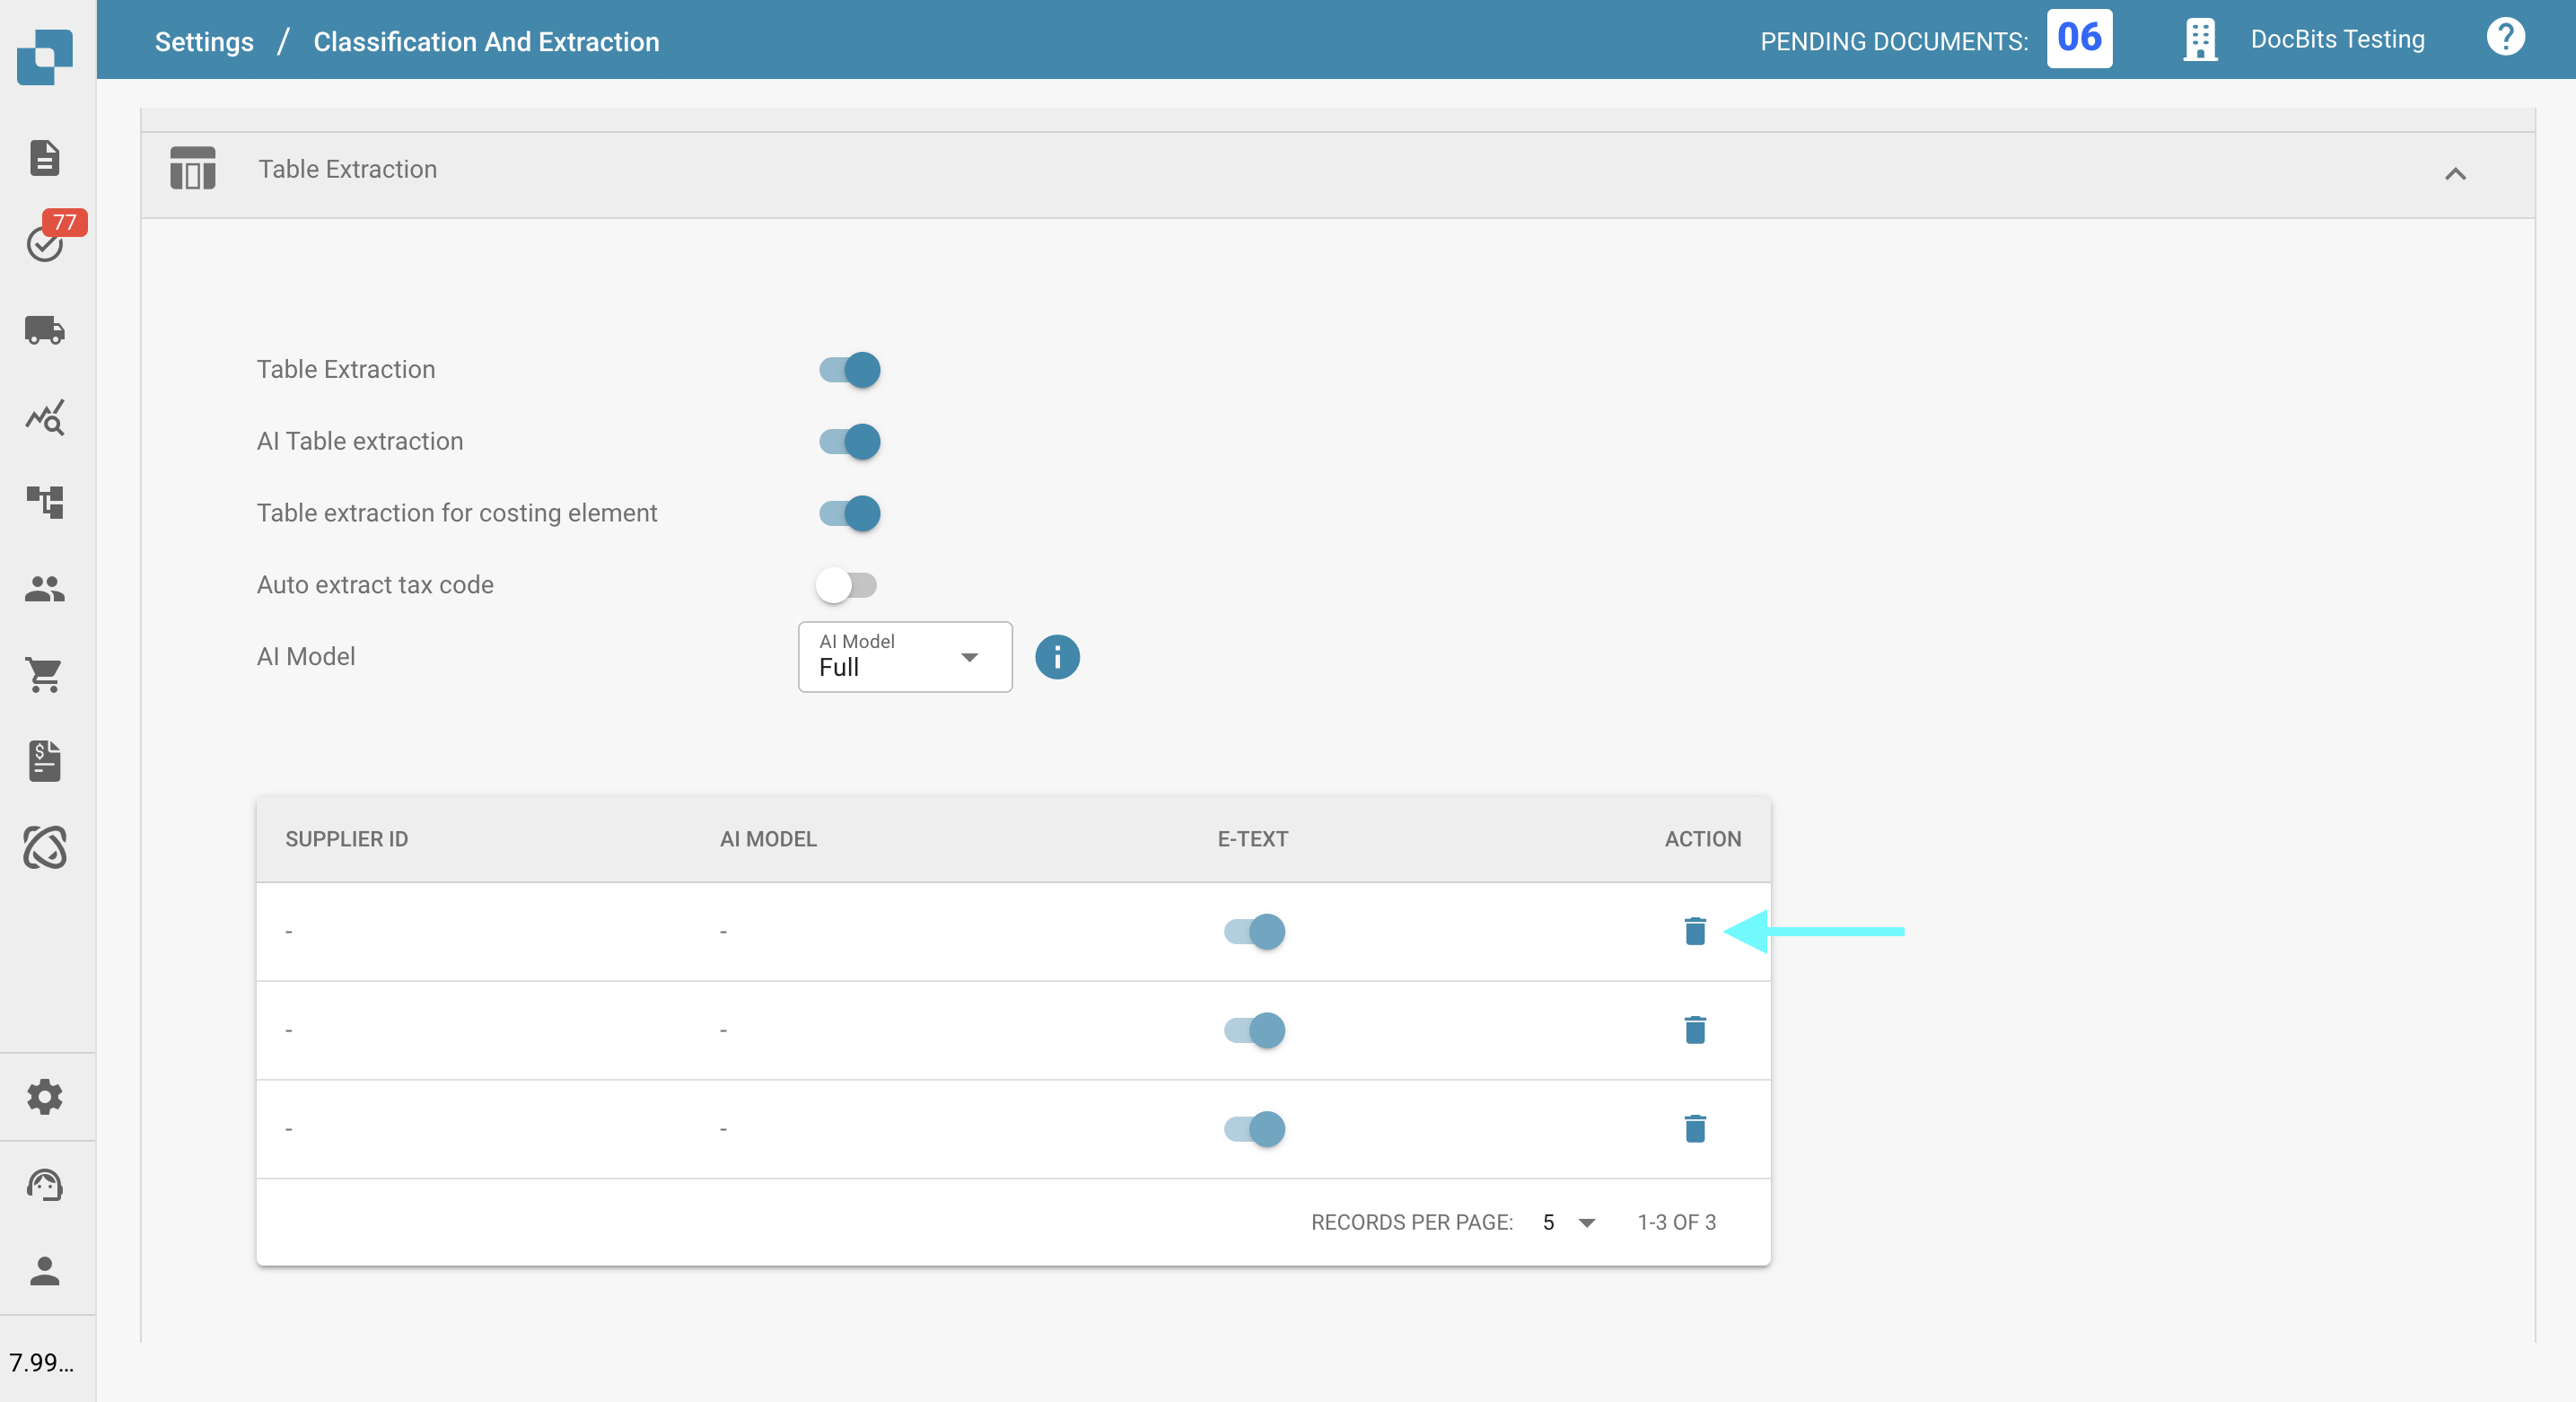 Settings / Classification And Extraction
PENDING DOCUMENTS: 06
DocBits Testing
?
77
Table Extraction
Table Extraction
AI Table extraction
Table extraction for costing element
Auto extract tax code
AI Model
AI Model
Full
i
SUPPLIER ID AI MODEL E-TEXT ACTION
- -
- -
- -
RECORDS PER PAGE: 5 1-3 OF 3
7.99...